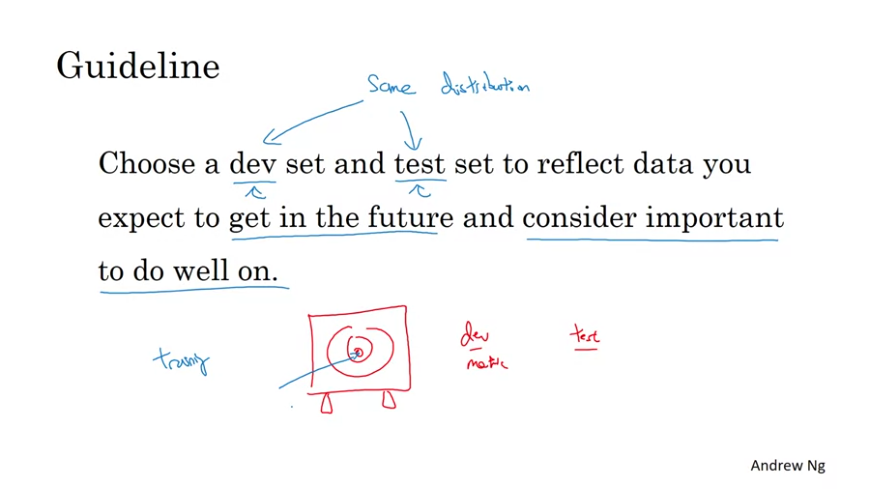 Guideline
Same distribution
Choose a dev set and test set to reflect data you
expect to get in the future and consider important
to do well on.
dev
test
metric
Andrew Ng